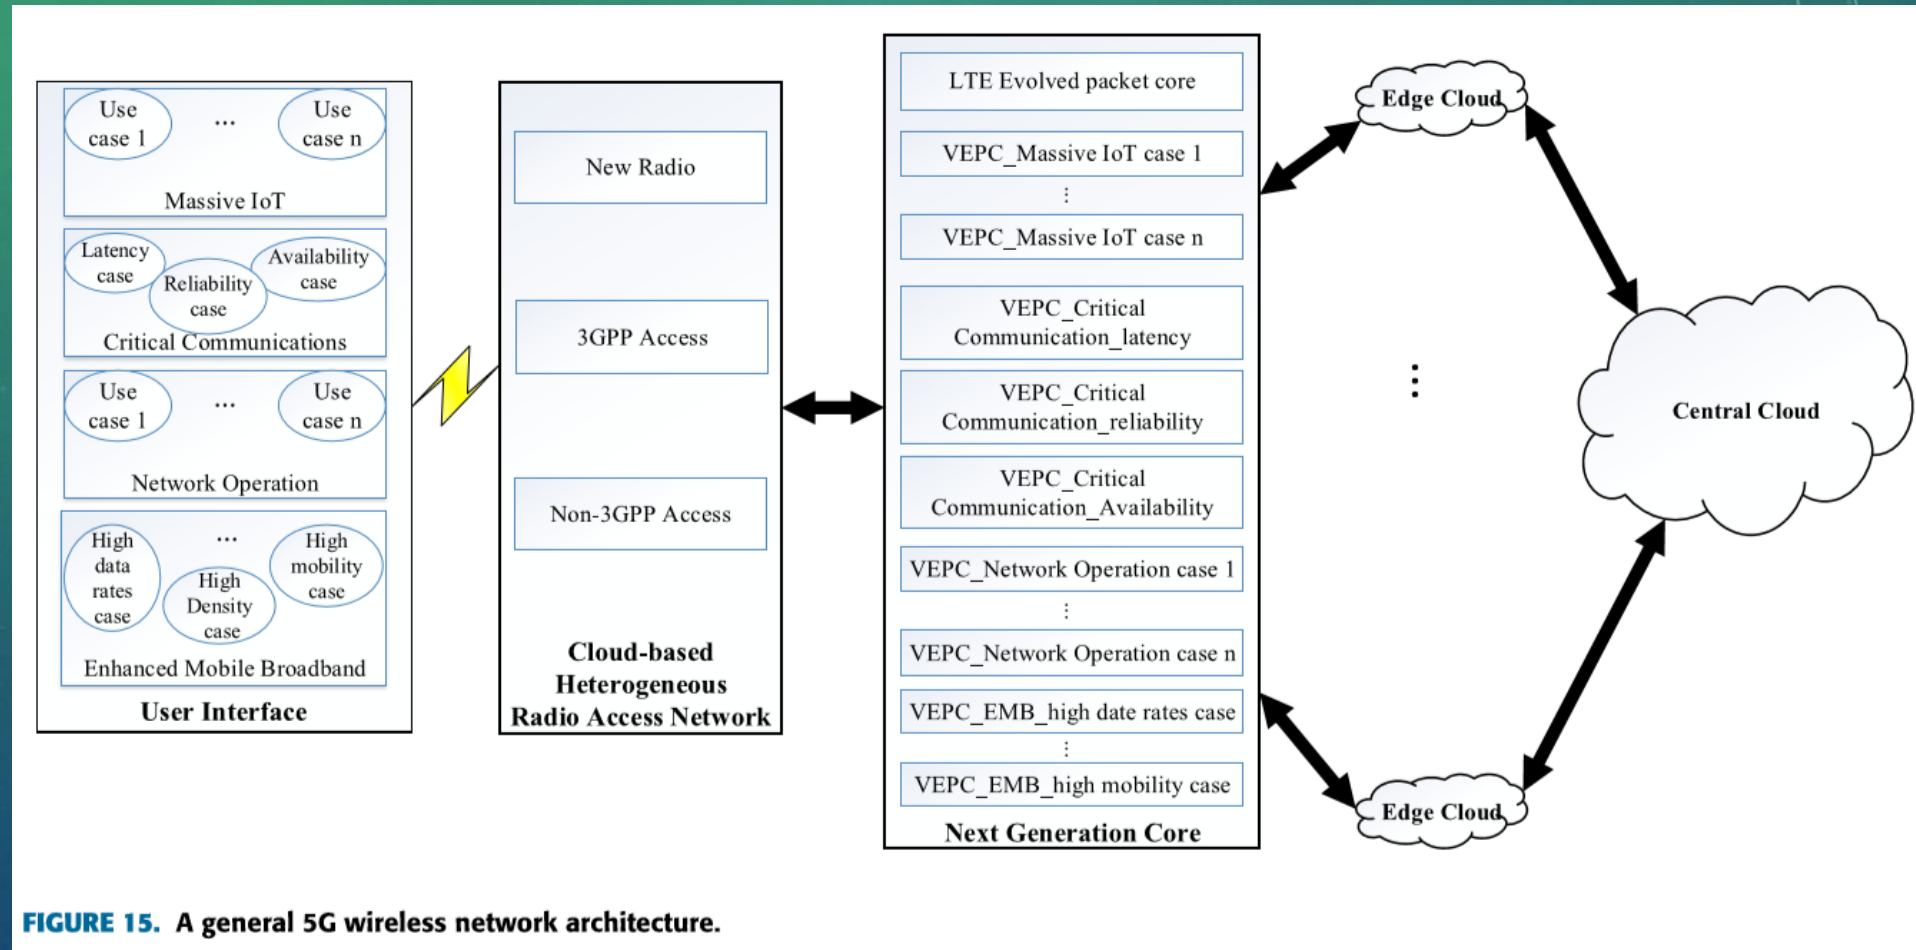 Use
case 1
...
Use
case n
Massive IoT
Latency
case
Reliability
case
Availability
case
Critical Communications
Use
case 1
...
Use
case n
Network Operation
High
data
rates
case
...
High
Density
case
High
mobility
case
Enhanced Mobile Broadband
User Interface
New Radio
3GPP Access
Non-3GPP Access
Cloud-based
Heterogeneous
Radio Access Network
LTE Evolved packet core
VEPC_Massive IoT case 1
⋮
VEPC_Massive IoT case n
VEPC_Critical
Communication_latency
VEPC_Critical
Communication_reliability
VEPC_Critical
Communication_Availability
VEPC_Network Operation case 1
⋮
VEPC_Network Operation case n
VEPC_EMB_high date rates case
⋮
VEPC_EMB_high mobility case
Next Generation Core
Edge Cloud
⋮
Edge Cloud
Central Cloud
FIGURE 15. A general 5G wireless network architecture.